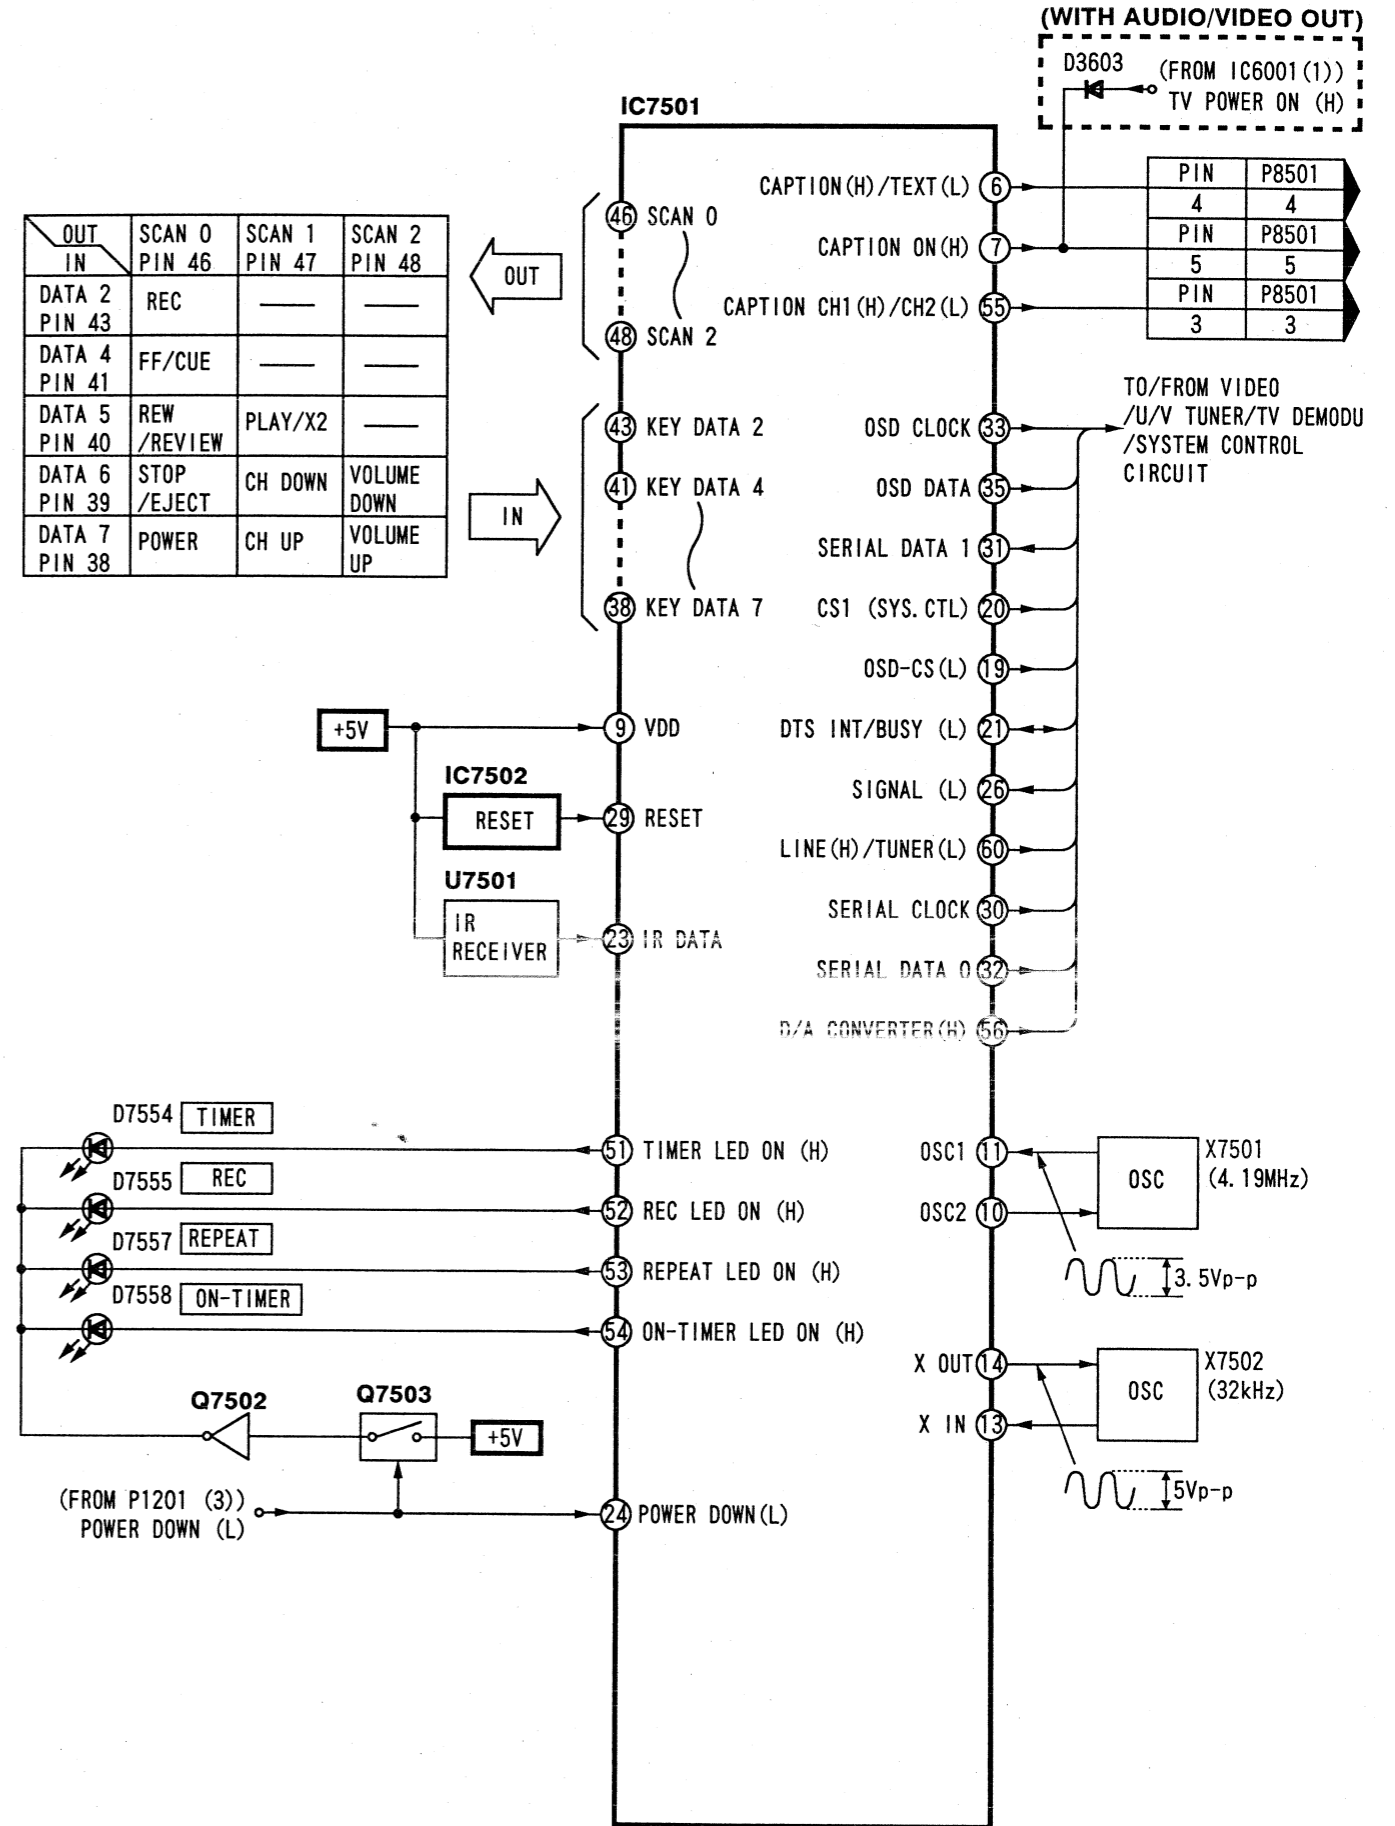 (WITH AUDIO/VIDEO OUT)
D3603
(FROM IC6001(1))
TV POWER ON (H)
IC7501
CAPTION(H)/TEXT(L) 6
PIN P8501
4 4
46 SCAN 0
CAPTION ON(H) 7
PIN P8501
5 5
48 SCAN 2
CAPTION CH1(H)/CH2(L) 55
PIN P8501
3 3
OUT
IN
SCAN 0
PIN 46
SCAN 1
PIN 47
SCAN 2
PIN 48
DATA 2
PIN 43
REC
DATA 4
PIN 41
FF/CUE
DATA 5
PIN 40
REW
/REVIEW
PLAY/X2
DATA 6
PIN 39
STOP
/EJECT
CH DOWN
VOLUME
DOWN
DATA 7
PIN 38
POWER
CH UP
VOLUME
UP
OUT
IN
43 KEY DATA 2
41 KEY DATA 4
38 KEY DATA 7
OSD CLOCK 33
OSD DATA 35
SERIAL DATA 1 31
CS1 (SYS.CTL) 20
OSD-CS(L) 19
DTS INT/BUSY (L) 21
SIGNAL (L) 26
LINE(H)/TUNER(L) 60
SERIAL CLOCK 30
SERIAL DATA 0 32
D/A CONVERTER(H) 56
TO/FROM VIDEO
/U/V TUNER/TV DEMODU
/SYSTEM CONTROL
CIRCUIT
+5V
9 VDD
IC7502
RESET
29 RESET
U7501
IR
RECEIVER
23 IR DATA
D7554 TIMER
51 TIMER LED ON (H)
D7555 REC
52 REC LED ON (H)
D7557 REPEAT
53 REPEAT LED ON (H)
D7558 ON-TIMER
54 ON-TIMER LED ON (H)
OSC1 11
OSC2 10
OSC
X7501
(4.19MHz)
3.5Vp-p
X OUT 14
X IN 13
OSC
X7502
(32kHz)
5Vp-p
Q7502
Q7503
+5V
(FROM P1201 (3))
POWER DOWN (L)
24 POWER DOWN(L)